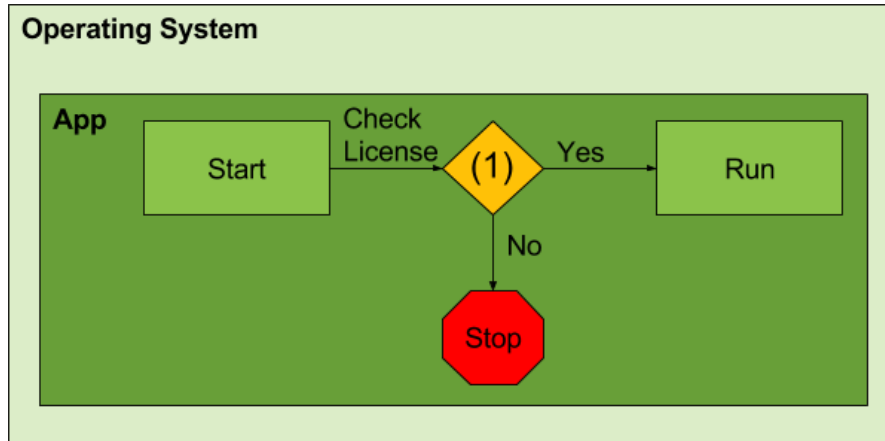 Operating System
App
Start
Check
License
(1)
Yes
Run
No
Stop